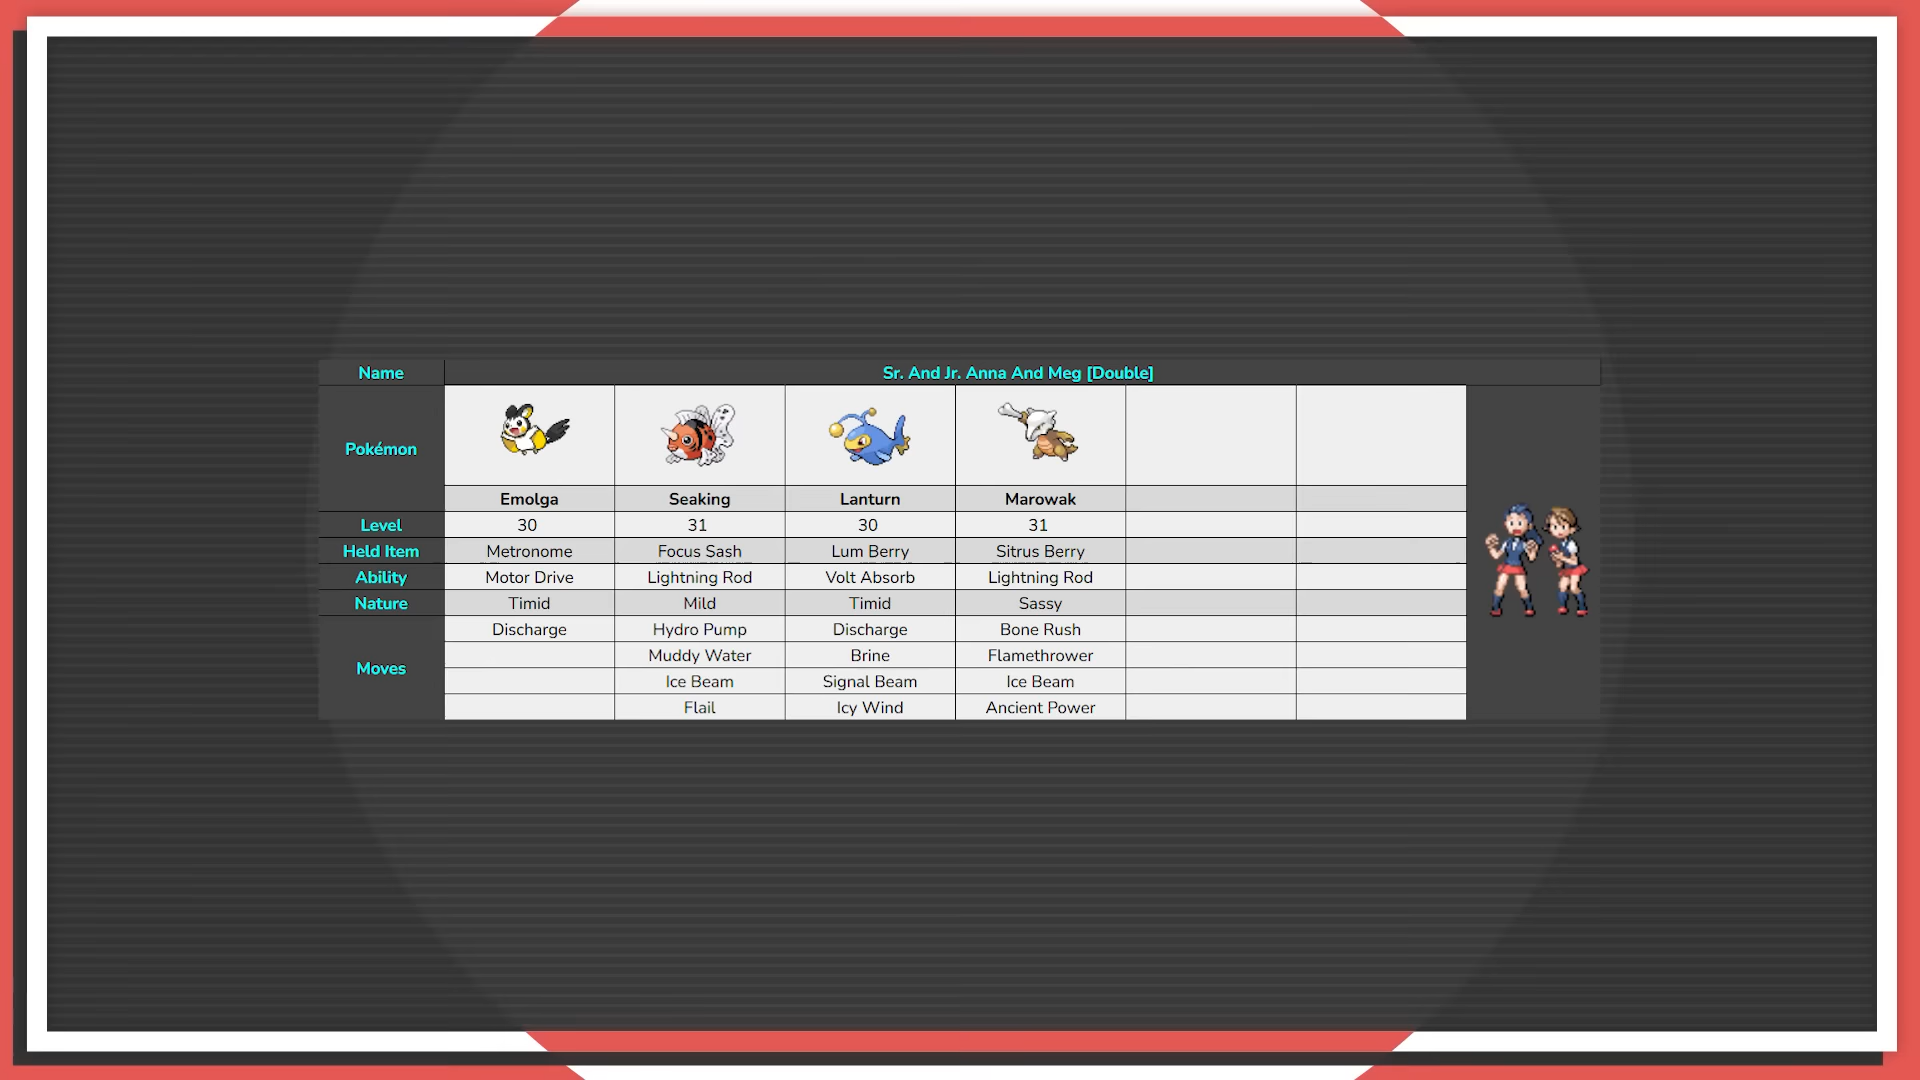 Name Sr. And Jr. Anna And Meg [Double]
Pokémon
Emolga Seaking Lanturn Marowak
Level 30 31 30 31
Held Item Metronome Focus Sash Lum Berry Sitrus Berry
Ability Motor Drive Lightning Rod Volt Absorb Lightning Rod
Nature Timid Mild Timid Sassy
Moves Discharge Hydro Pump Discharge Bone Rush
Muddy Water Brine Flamethrower
Ice Beam Signal Beam Ice Beam
Flail Icy Wind Ancient Power